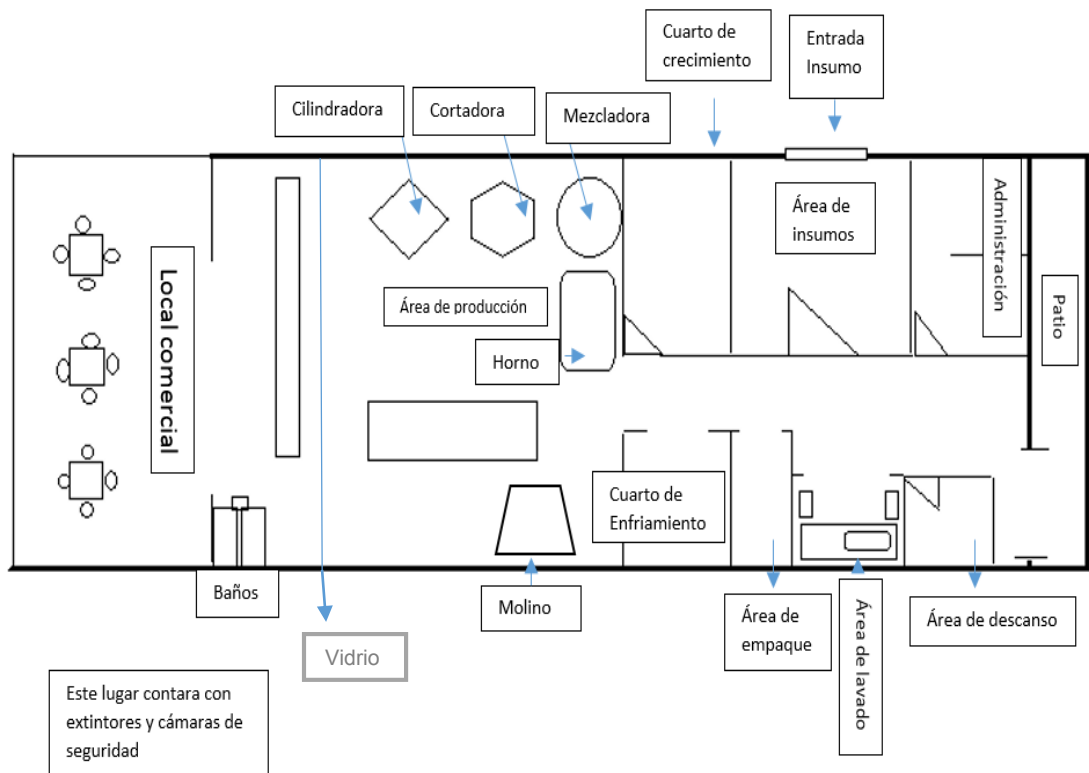 Cuarto de
crecimiento
Entrada
Insumo
Cilindradora
Cortadora
Mezcladora
Local comercial
Área de producción
Horno
Área de
insumos
Administración
Patio
Cuarto de
Enfriamiento
Baños
Molino
Vidrio
Área de
empaque
Área de lavado
Área de descanso
Este lugar contara con
extintores y cámaras de
seguridad